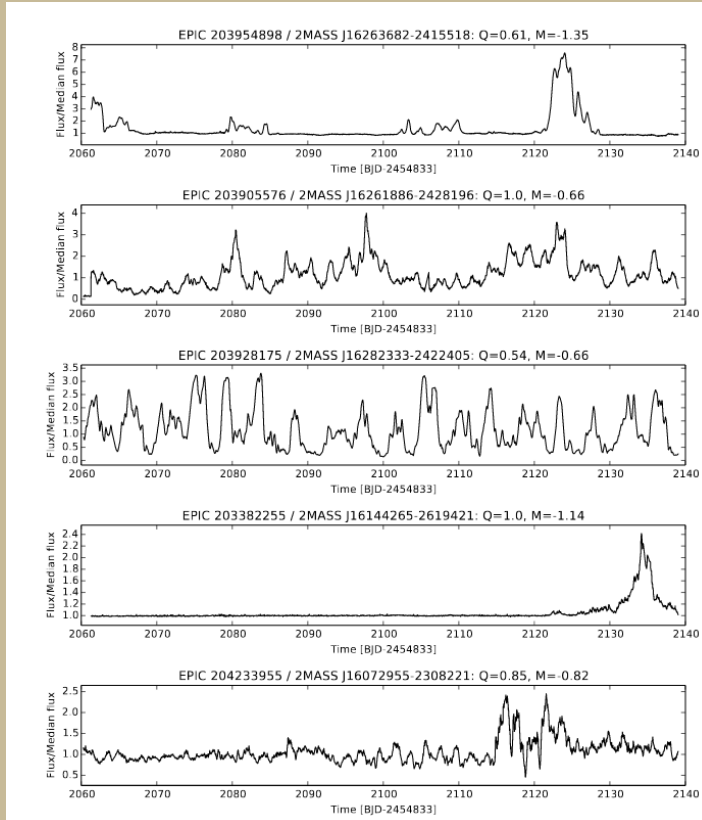 EPIC 203954898 / 2MASS J16263682-2415518: Q=0.61, M=-1.35
Flux/Median flux
8
7
6
5
4
3
2
1
2060 2070 2080 2090 2100 2110 2120 2130 2140
Time [BJD-2454833]
EPIC 203905576 / 2MASS J16261886-2428196: Q=1.0, M=-0.66
Flux/Median flux
4
3
2
1
0
2060 2070 2080 2090 2100 2110 2120 2130 2140
Time [BJD-2454833]
EPIC 203928175 / 2MASS J16282333-2422405: Q=0.54, M=-0.66
Flux/Median flux
3.5
3.0
2.5
2.0
1.5
1.0
0.5
0.0
2060 2070 2080 2090 2100 2110 2120 2130 2140
Time [BJD-2454833]
EPIC 203382255 / 2MASS J16144265-2619421: Q=1.0, M=-1.14
Flux/Median flux
2.4
2.2
2.0
1.8
1.6
1.4
1.2
1.0
2060 2070 2080 2090 2100 2110 2120 2130 2140
Time [BJD-2454833]
EPIC 204233955 / 2MASS J16072955-2308221: Q=0.85, M=-0.82
Flux/Median flux
2.5
2.0
1.5
1.0
0.5
2060 2070 2080 2090 2100 2110 2120 2130 2140
Time [BJD-2454833]